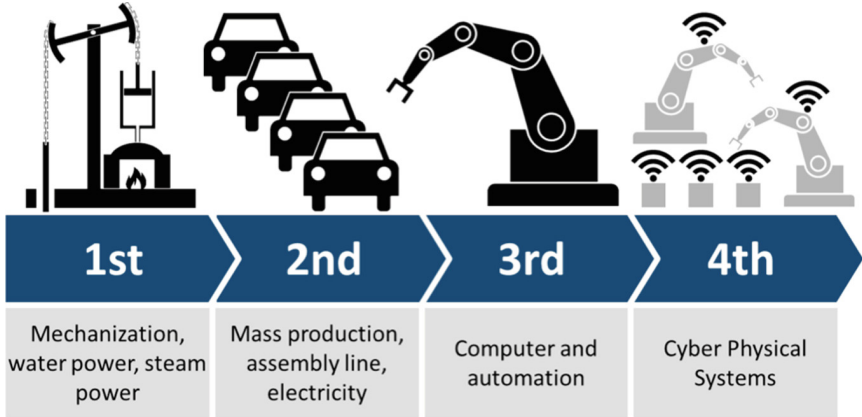 1st
2nd
3rd
4th
Mechanization,
water power, steam
power
Mass production,
assembly line,
electricity
Computer and
automation
Cyber Physical
Systems